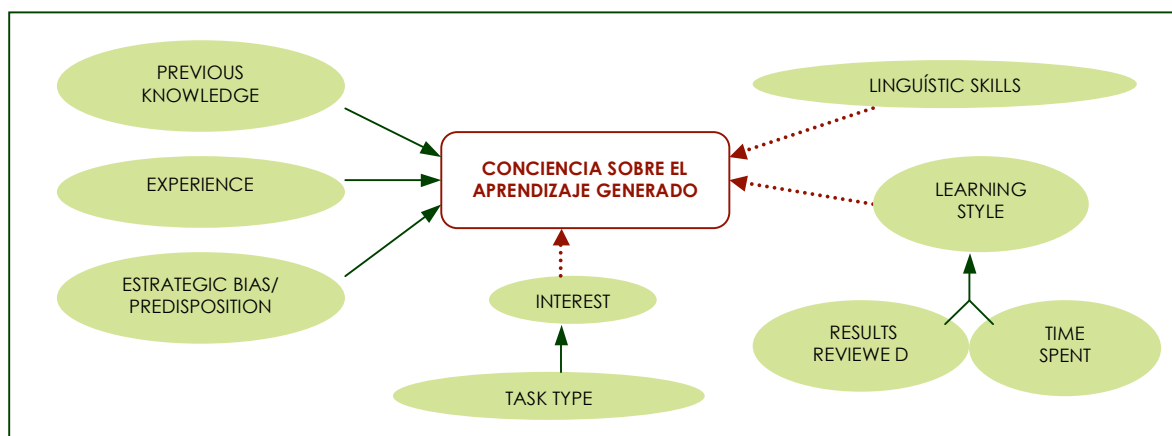 PREVIOUS
KNOWLEDGE
LINGUÍSTIC SKILLS
CONCIENCIA SOBRE EL
APRENDIZAJE GENERADO
EXPERIENCE
LEARNING
STYLE
ESTRATEGIC BIAS/
PREDISPOSITION
INTEREST
RESULTS
REVIEWE D
TIME
SPENT
TASK TYPE